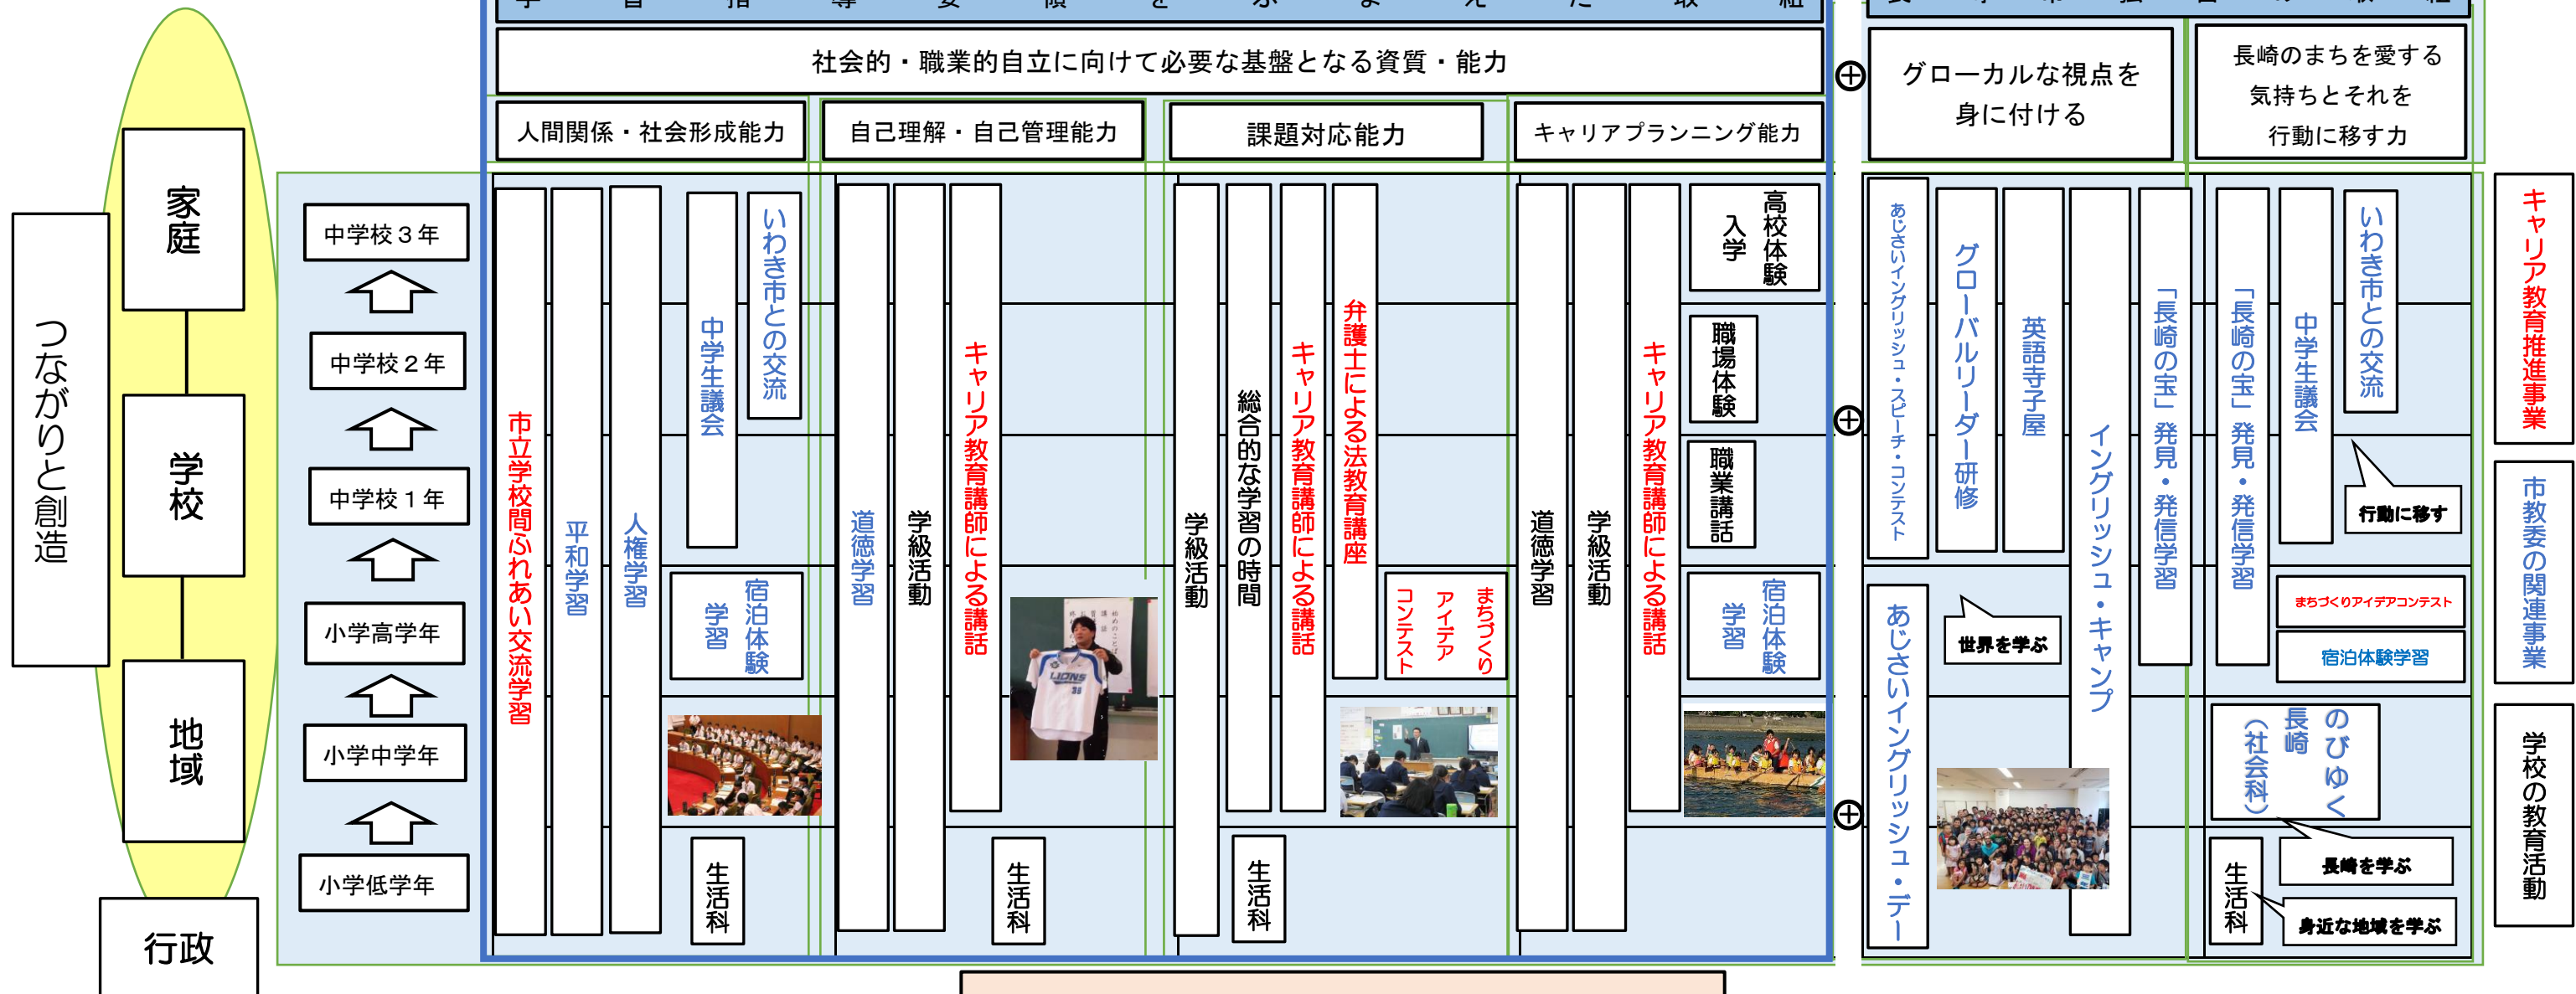 学習指導要領をふまえた取組
長崎市独自の取組
社会的・職業的自立に向けて必要な基盤となる資質・能力
⊕
グローカルな視点を
身に付ける
長崎のまちを愛する
気持ちとそれを
行動に移す力
人間関係・社会形成能力
自己理解・自己管理能力
課題対応能力
キャリアプランニング能力
つながりと創造
家庭
学校
地域
行政
中学校３年
中学校２年
中学校１年
小学高学年
小学中学年
小学低学年
市立学校間ふれあい交流学習
平和学習
人権学習
中学生議会
いわき市との交流
宿泊体験
学習
生活科
道徳学習
学級活動
キャリア教育講師による講話
LIONS
38
生活科
学級活動
総合的な学習の時間
キャリア教育講師による講話
弁護士による法教育講座
まちづくり
アイデア
コンテスト
生活科
道徳学習
学級活動
キャリア教育講師による講話
高校体験
入学
職場体験
職業講話
宿泊体験
学習
⊕
⊕
あじさいイングリッシュ・スピーチ・コンテスト
あじさいイングリッシュ・デー
グローバルリーダー研修
世界を学ぶ
英語寺子屋
イングリッシュ・キャンプ
「長崎の宝」発見・発信学習
「長崎の宝」発見・発信学習
中学生議会
いわき市との交流
行動に移す
まちづくりアイデアコンテスト
宿泊体験学習
のびゆく
長崎
（社会科）
長崎を学ぶ
生活科
身近な地域を学ぶ
キャリア教育推進事業
市教委の関連事業
学校の教育活動